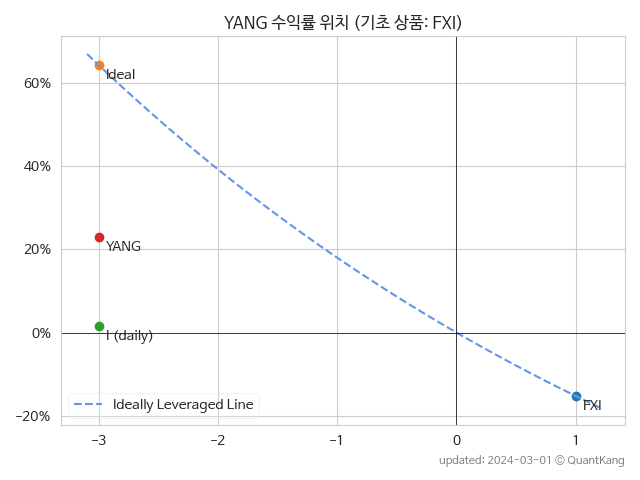 YANG 수익률 위치 (기초 상품: FXI)
60%
40%
20%
0%
−20%
Ideal
YANG
I (daily)
FXI
Ideally Leveraged Line
−3
−2
−1
0
1
updated: 2024-03-01 © QuantKang